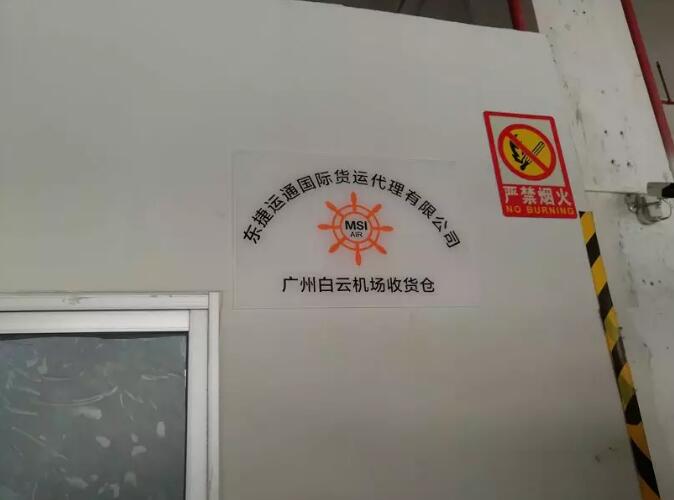 东捷运通国际货运代理有限公司
MSI
AIR
广州白云机场收货仓
严禁烟火
NO BURNING